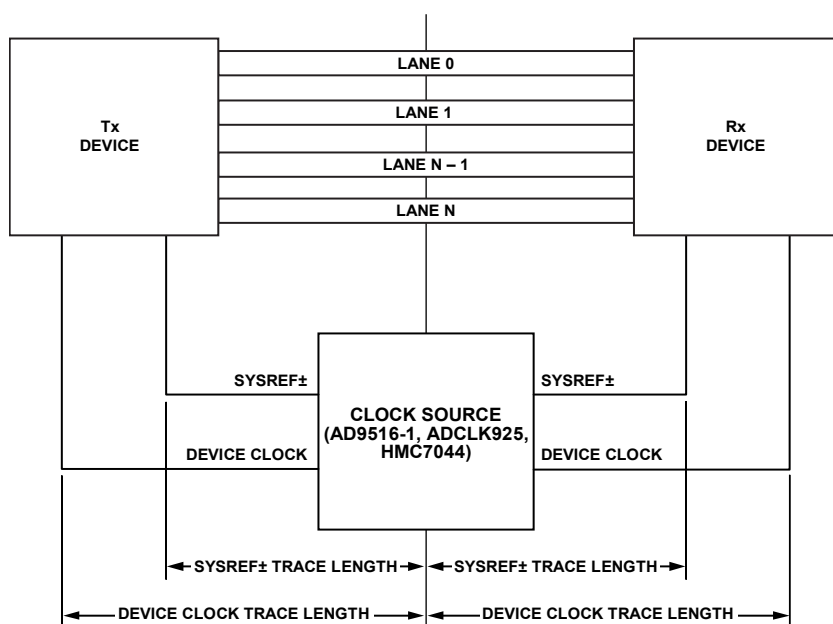 LANE 0
LANE 1
Tx
DEVICE
Rx
DEVICE
LANE N – 1
LANE N
SYSREF±
SYSREF±
CLOCK SOURCE
(AD9516-1, ADCLK925,
HMC7044)
DEVICE CLOCK
DEVICE CLOCK
SYSREF± TRACE LENGTH
SYSREF± TRACE LENGTH
DEVICE CLOCK TRACE LENGTH
DEVICE CLOCK TRACE LENGTH